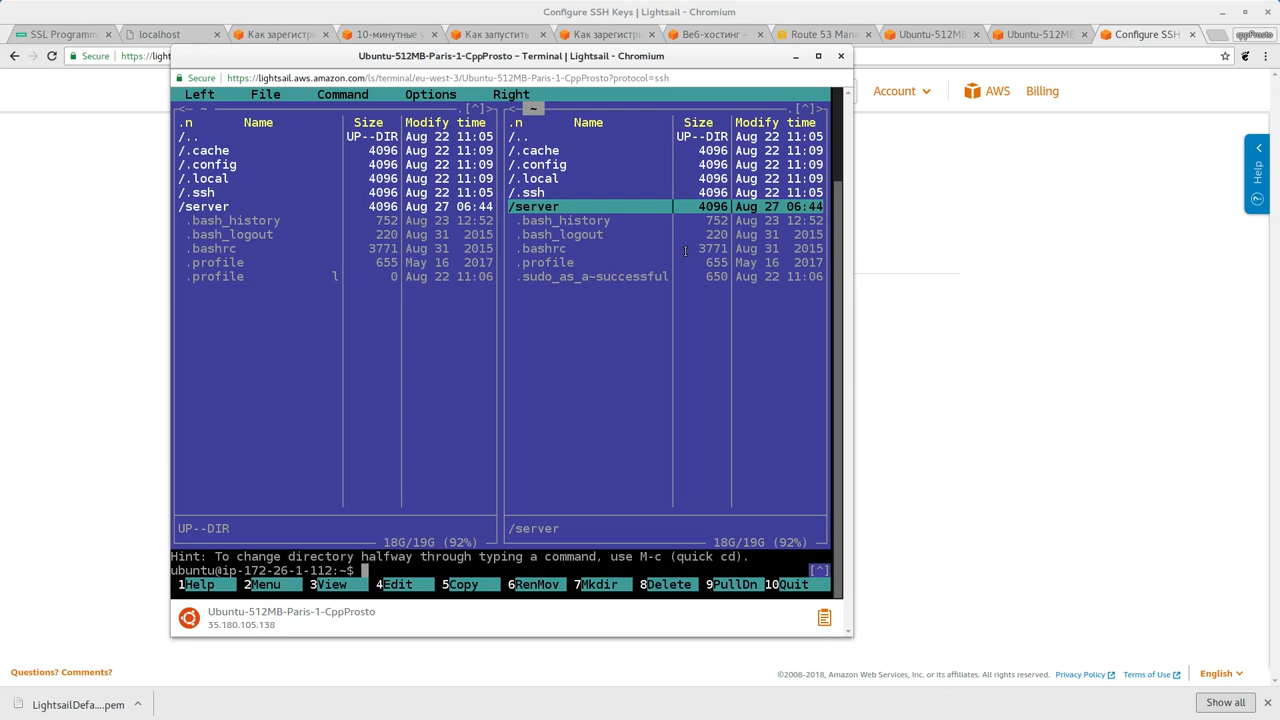 Configure SSH Keys | Lightsail - Chromium
SSL Programm
localhost
Как зарегистр
10-минутные у
Как запустить
Как зарегистр
Веб-хостинг –
Route 53 Mana
Ubuntu-512MB
Ubuntu-512MB
Configure SSH
cppProsto
Secure
https://light
Ubuntu-512MB-Paris-1-CppProsto – Terminal | Lightsail - Chromium
Secure
https://lightsail.aws.amazon.com/ls/terminal/eu-west-3/Ubuntu-512MB-Paris-1-CppProsto?protocol=ssh
Account
AWS
Billing
Help
Left File Command Options Right
<─ ~ .[^]> <─ ~ .[^]>
.n Name Size Modify time .n Name Size Modify time
/.. UP--DIR Aug 22 11:05 /.. UP--DIR Aug 22 11:05
/.cache 4096 Aug 22 11:09 /.cache 4096 Aug 22 11:09
/.config 4096 Aug 22 11:09 /.config 4096 Aug 22 11:09
/.local 4096 Aug 22 11:09 /.local 4096 Aug 22 11:09
/.ssh 4096 Aug 22 11:05 /.ssh 4096 Aug 22 11:05
/server 4096 Aug 27 06:44 /server 4096 Aug 27 06:44
.bash_history 752 Aug 23 12:52 .bash_history 752 Aug 23 12:52
.bash_logout 220 Aug 31 2015 .bash_logout 220 Aug 31 2015
.bashrc 3771 Aug 31 2015 .bashrc 3771 Aug 31 2015
.profile 655 May 16 2017 .profile 655 May 16 2017
.profile l 0 Aug 22 11:06 .sudo_as_a~successful 650 Aug 22 11:06
UP--DIR /server
18G/19G (92%) 18G/19G (92%)
Hint: To change directory halfway through typing a command, use M-c (quick cd).
ubuntu@ip-172-26-1-112:~$ [^]
1Help 2Menu 3View 4Edit 5Copy 6RenMov 7Mkdir 8Delete 9PullDn 10Quit
Ubuntu-512MB-Paris-1-CppProsto
35.180.105.138
Questions? Comments?
©2008-2018, Amazon Web Services, Inc. or its affiliates. All rights reserved.
Privacy Policy
Terms of Use
English
LightsailDefa....pem
Show all